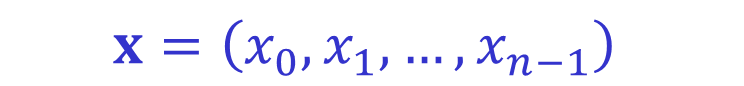 𝐱 = (𝑥₀, 𝑥₁, … , 𝑥ₙ₋₁)